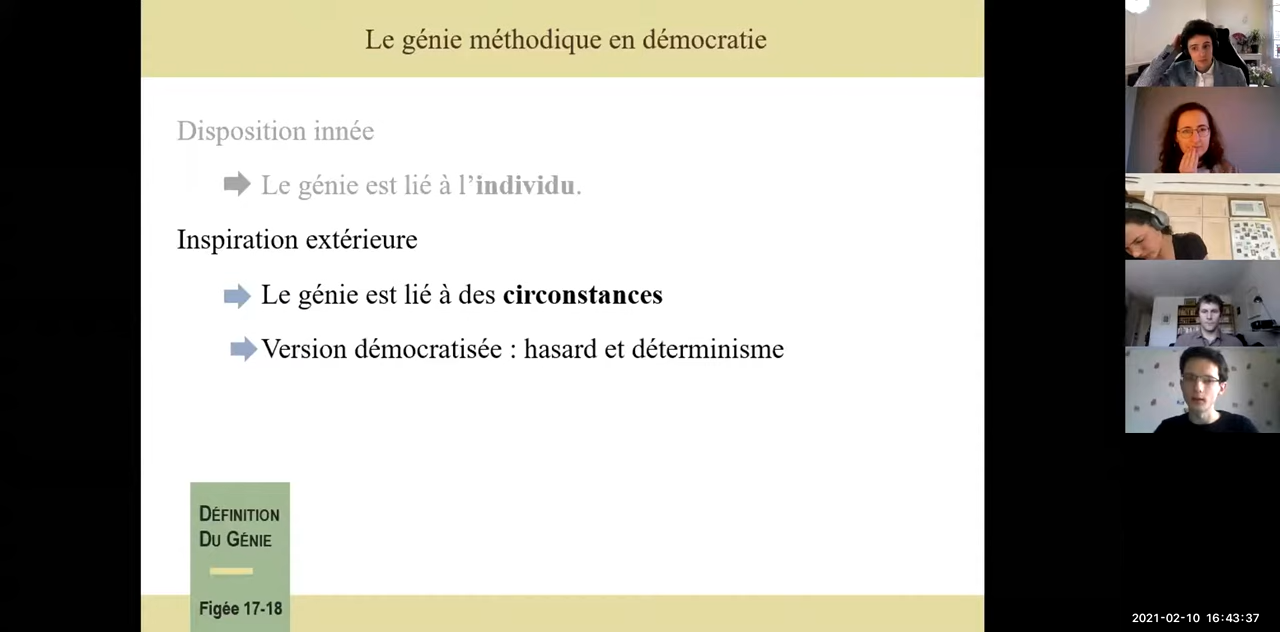 Le génie méthodique en démocratie
Disposition innée
Le génie est lié à l’individu.
Inspiration extérieure
Le génie est lié à des circonstances
Version démocratisée : hasard et déterminisme
DÉFINITION
DU GÉNIE
Figée 17-18
2021-02-10 16:43:37